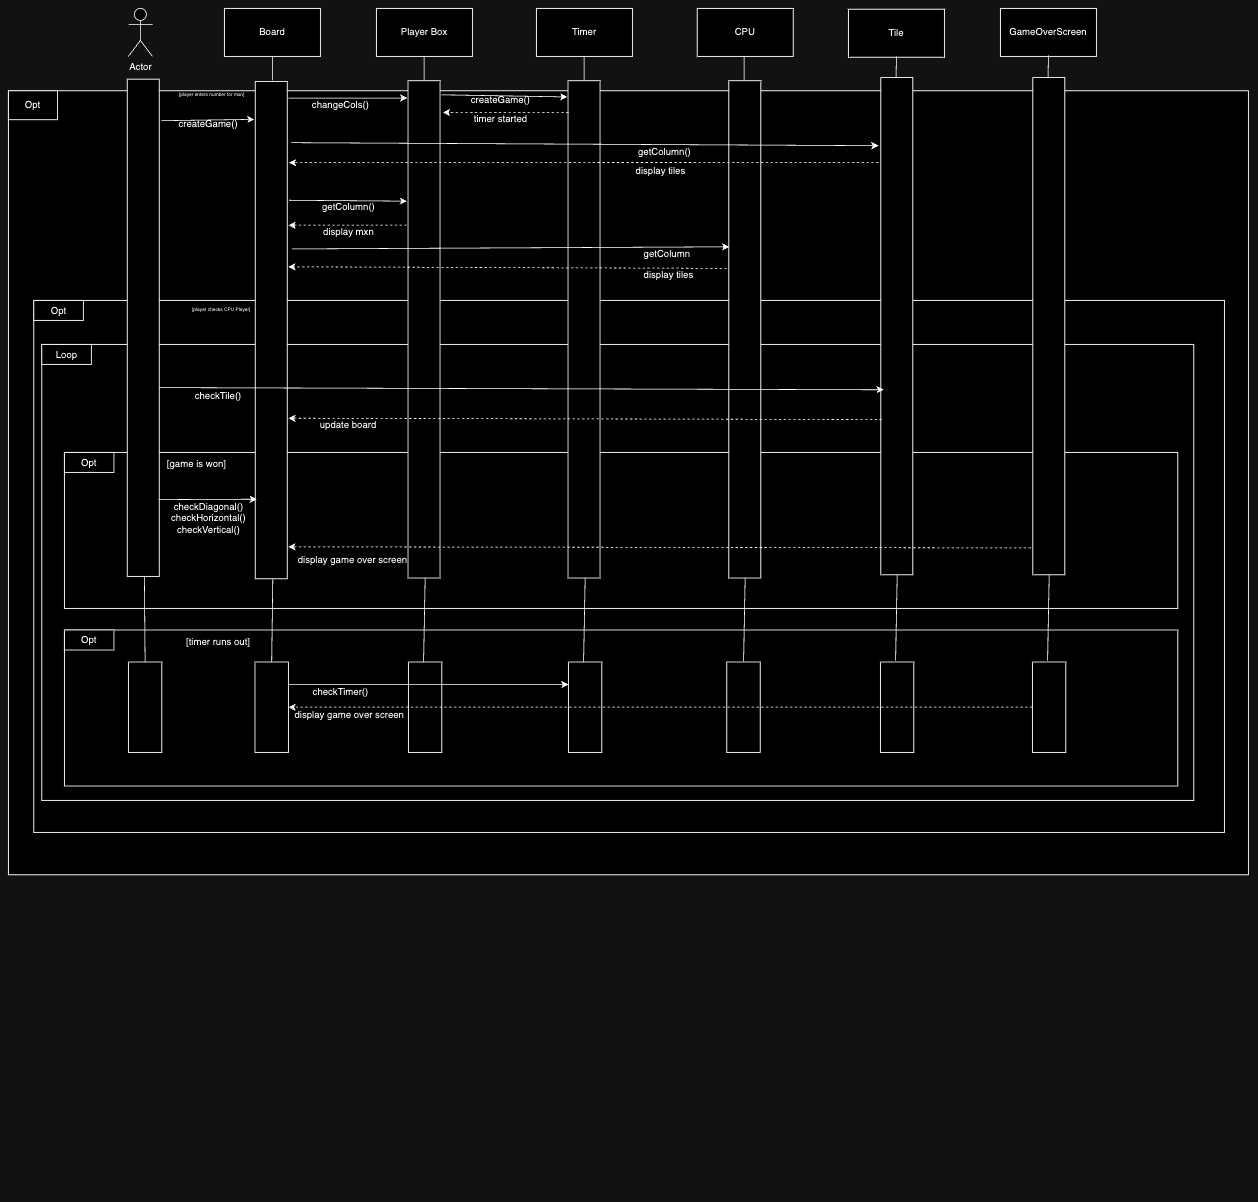 Actor
Board
Player Box
Timer
CPU
Tile
GameOverScreen
Opt
[player enters number for mxn]
changeCols()
createGame()
timer started
createGame()
getColumn()
display tiles
getColumn()
display mxn
getColumn
display tiles
Opt
[player checks CPU Player]
Loop
checkTile()
update board
Opt
[game is won]
checkDiagonal()
checkHorizontal()
checkVertical()
display game over screen
Opt
[timer runs out]
checkTimer()
display game over screen